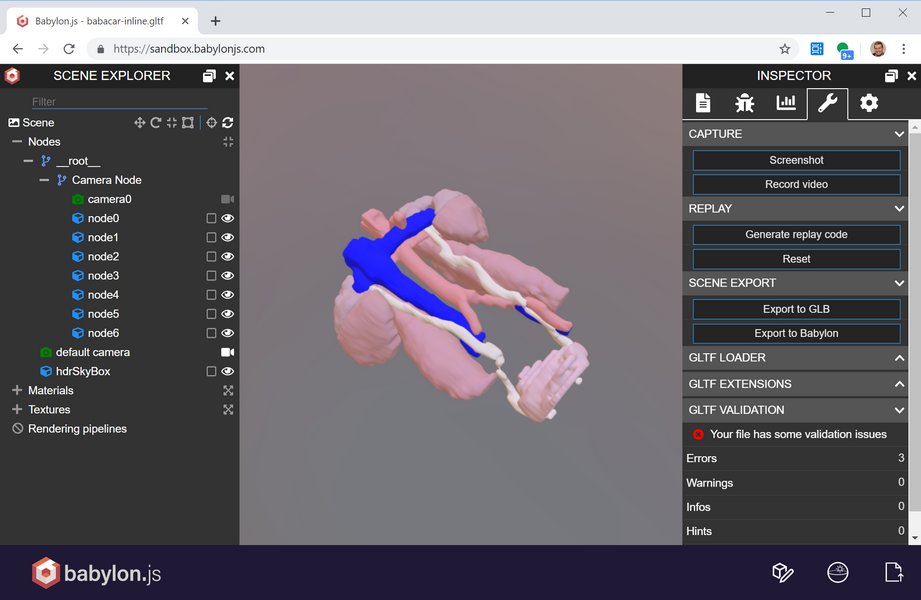 Babylon.js - babacar-inline.gltf
https://sandbox.babylonjs.com
9+
SCENE EXPLORER
Filter
Scene
Nodes
__root__
Camera Node
camera0
node0
node1
node2
node3
node4
node5
node6
default camera
hdrSkyBox
Materials
Textures
Rendering pipelines
INSPECTOR
CAPTURE
Screenshot
Record video
REPLAY
Generate replay code
Reset
SCENE EXPORT
Export to GLB
Export to Babylon
GLTF LOADER
GLTF EXTENSIONS
GLTF VALIDATION
Your file has some validation issues
Errors 3
Warnings 0
Infos 0
Hints 0
babylon.js